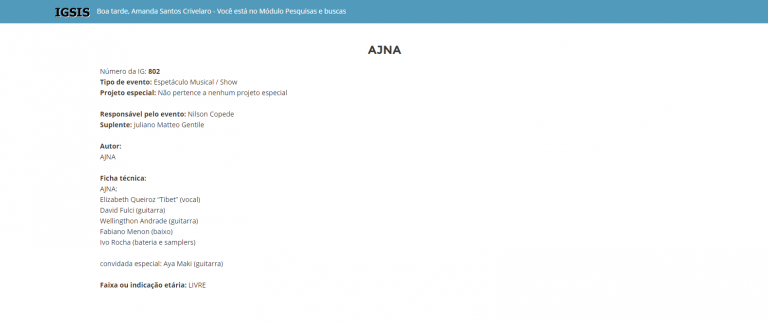 IGSIS Boa tarde, Amanda Santos Crivelaro - Você está no Módulo Pesquisas e buscas
AJNA
Número da IG: 802
Tipo de evento: Espetáculo Musical / Show
Projeto especial: Não pertence a nenhum projeto especial
Responsável pelo evento: Nilson Copede
Suplente: Juliano Matteo Gentile
Autor:
AJNA
Ficha técnica:
AJNA:
Elizabeth Queiroz "Tibet" (vocal)
David Fulci (guitarra)
Wellingthon Andrade (guitarra)
Fabiano Menon (baixo)
Ivo Rocha (bateria e samplers)
convidada especial: Aya Maki (guitarra)
Faixa ou indicação etária: LIVRE